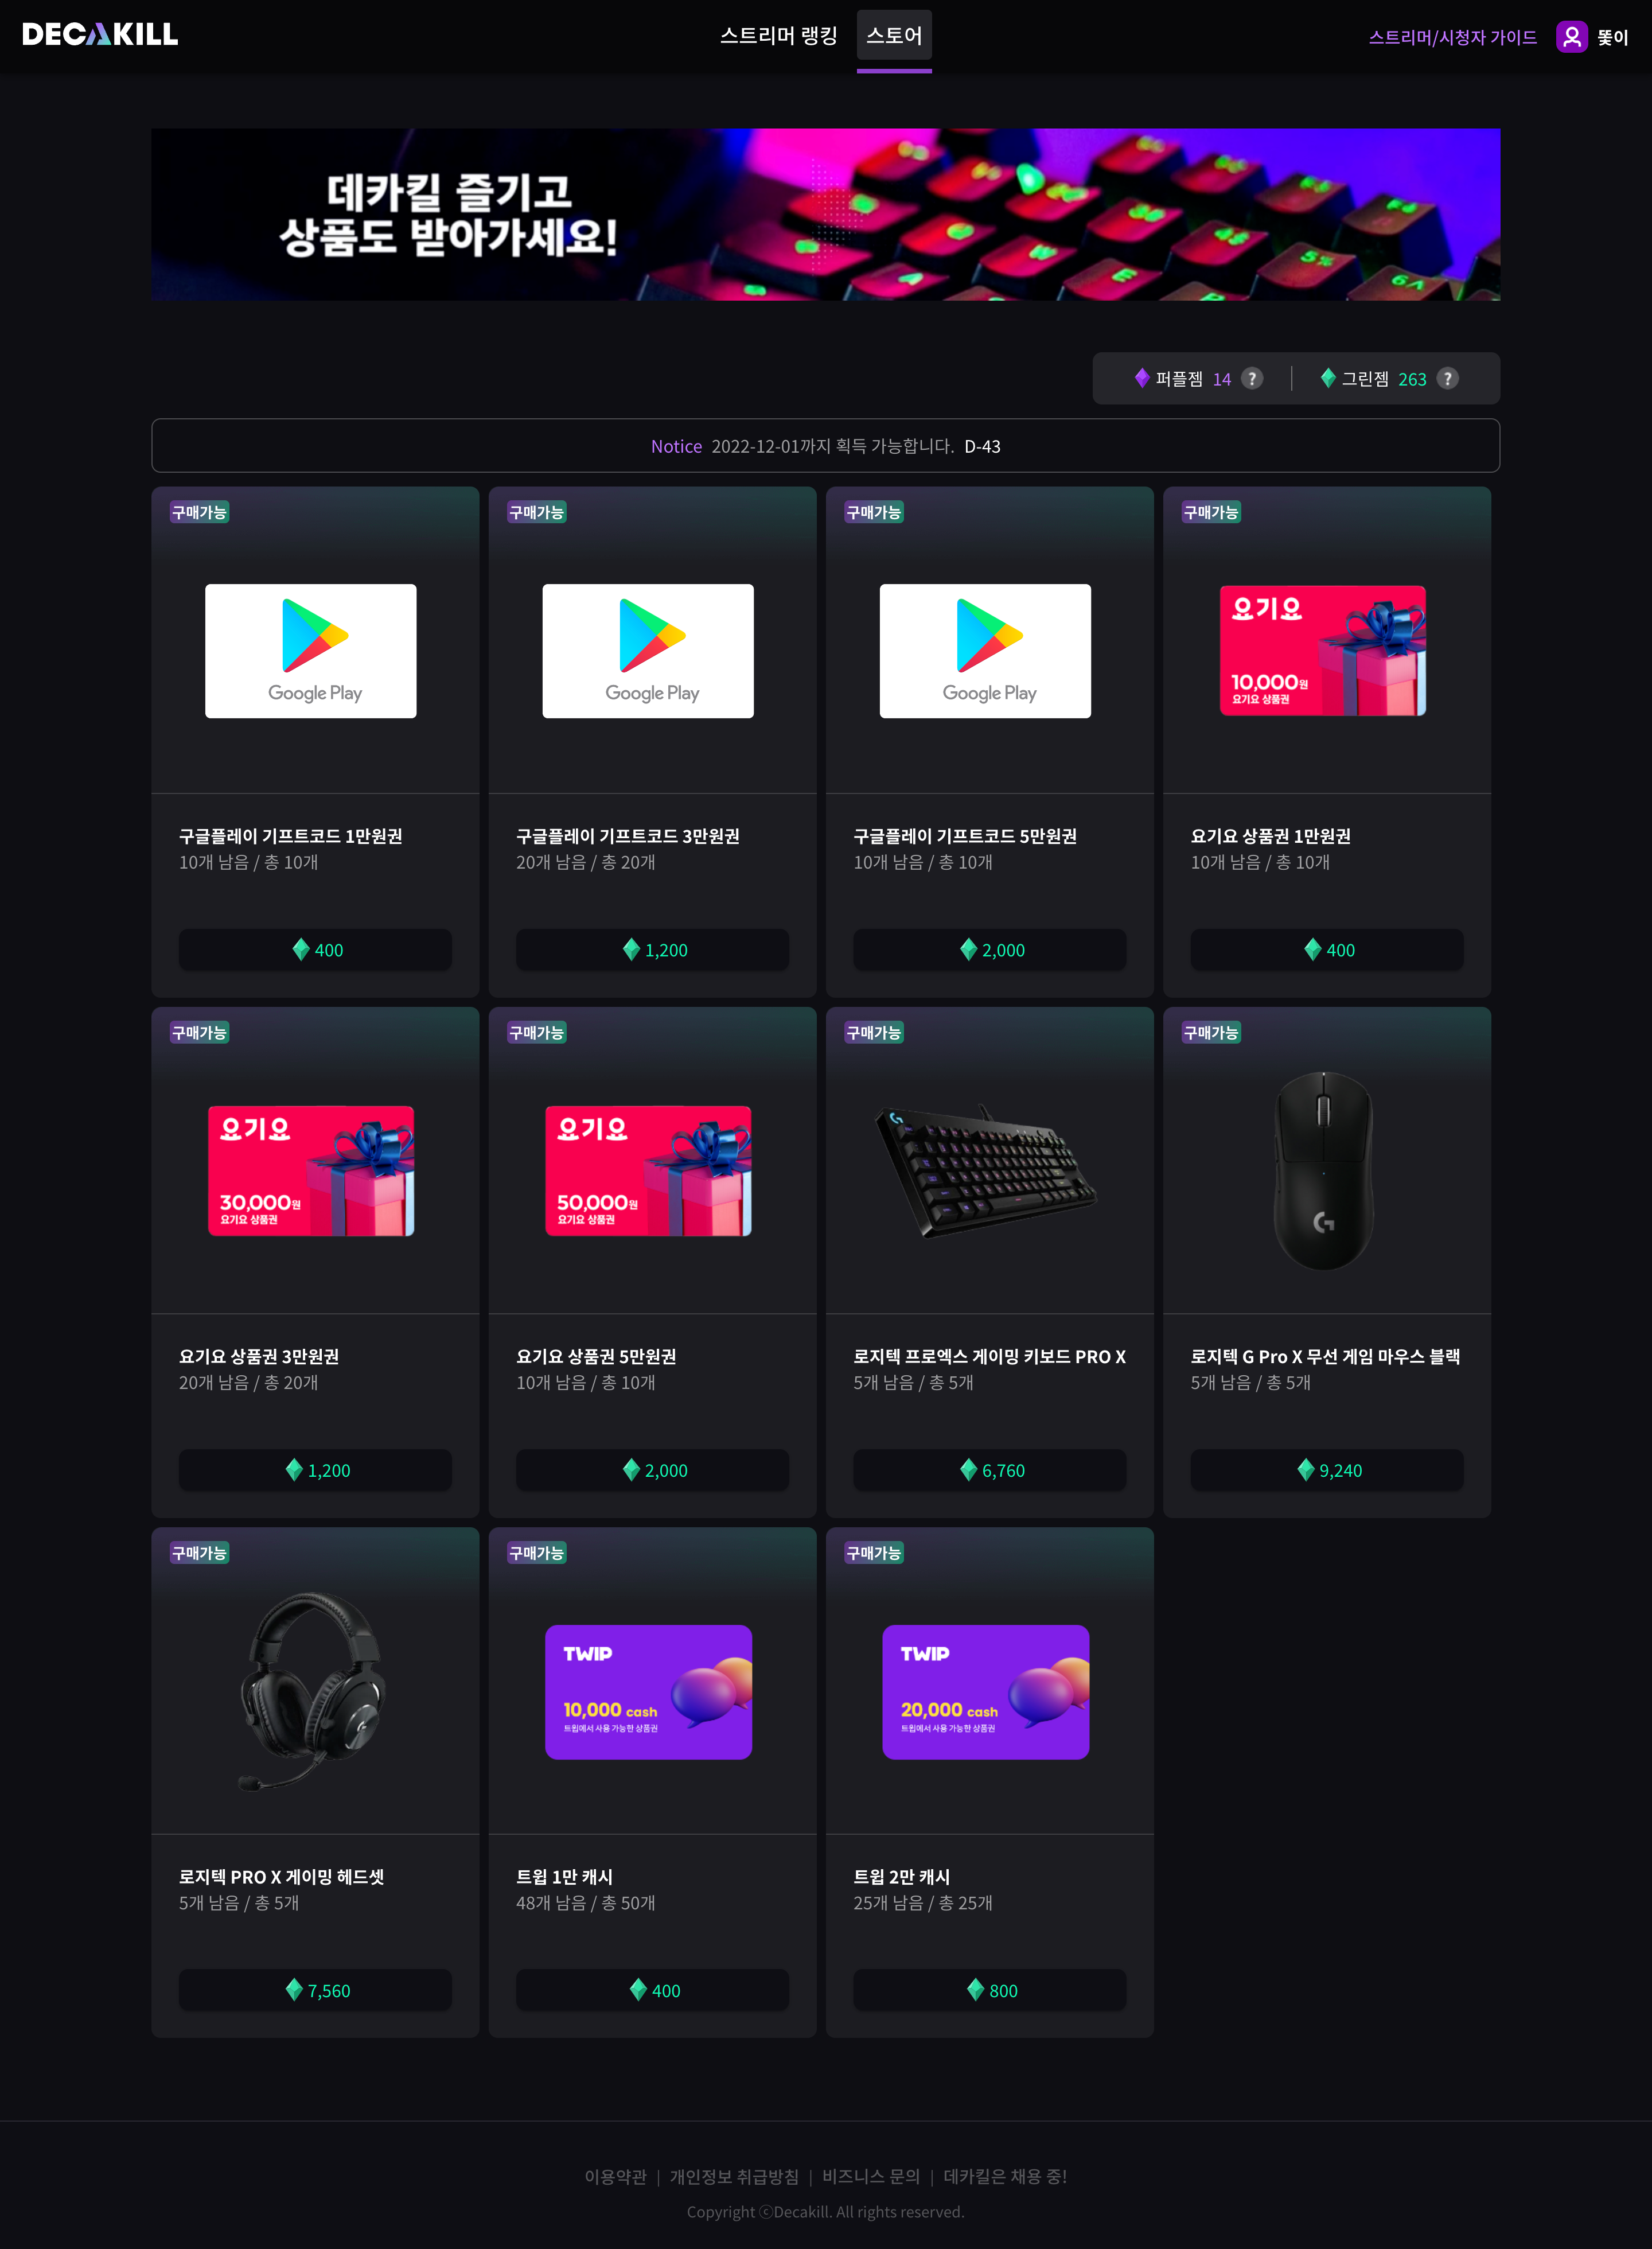 DECAKILL
스트리머 랭킹
스토어
스트리머/시청자 가이드
똧이
데카킬 즐기고
상품도 받아가세요!
퍼플젬 14 ? 그린젬 263 ?
Notice 2022-12-01까지 획득 가능합니다. D-43
구매가능
Google Play
구글플레이 기프트코드 1만원권
10개 남음 / 총 10개
400
구매가능
Google Play
구글플레이 기프트코드 3만원권
20개 남음 / 총 20개
1,200
구매가능
Google Play
구글플레이 기프트코드 5만원권
10개 남음 / 총 10개
2,000
구매가능
요기요
10,000원
요기요 상품권
요기요 상품권 1만원권
10개 남음 / 총 10개
400
구매가능
요기요
30,000원
요기요 상품권
요기요 상품권 3만원권
20개 남음 / 총 20개
1,200
구매가능
요기요
50,000원
요기요 상품권
요기요 상품권 5만원권
10개 남음 / 총 10개
2,000
구매가능
로지텍 프로엑스 게이밍 키보드 PRO X
5개 남음 / 총 5개
6,760
구매가능
로지텍 G Pro X 무선 게임 마우스 블랙
5개 남음 / 총 5개
9,240
구매가능
로지텍 PRO X 게이밍 헤드셋
5개 남음 / 총 5개
7,560
구매가능
TWIP
10,000 cash
트윕에서 사용 가능한 상품권
트윕 1만 캐시
48개 남음 / 총 50개
400
구매가능
TWIP
20,000 cash
트윕에서 사용 가능한 상품권
트윕 2만 캐시
25개 남음 / 총 25개
800
이용약관 | 개인정보 취급방침 | 비즈니스 문의 | 데카킬은 채용 중!
Copyright ⓒDecakill. All rights reserved.